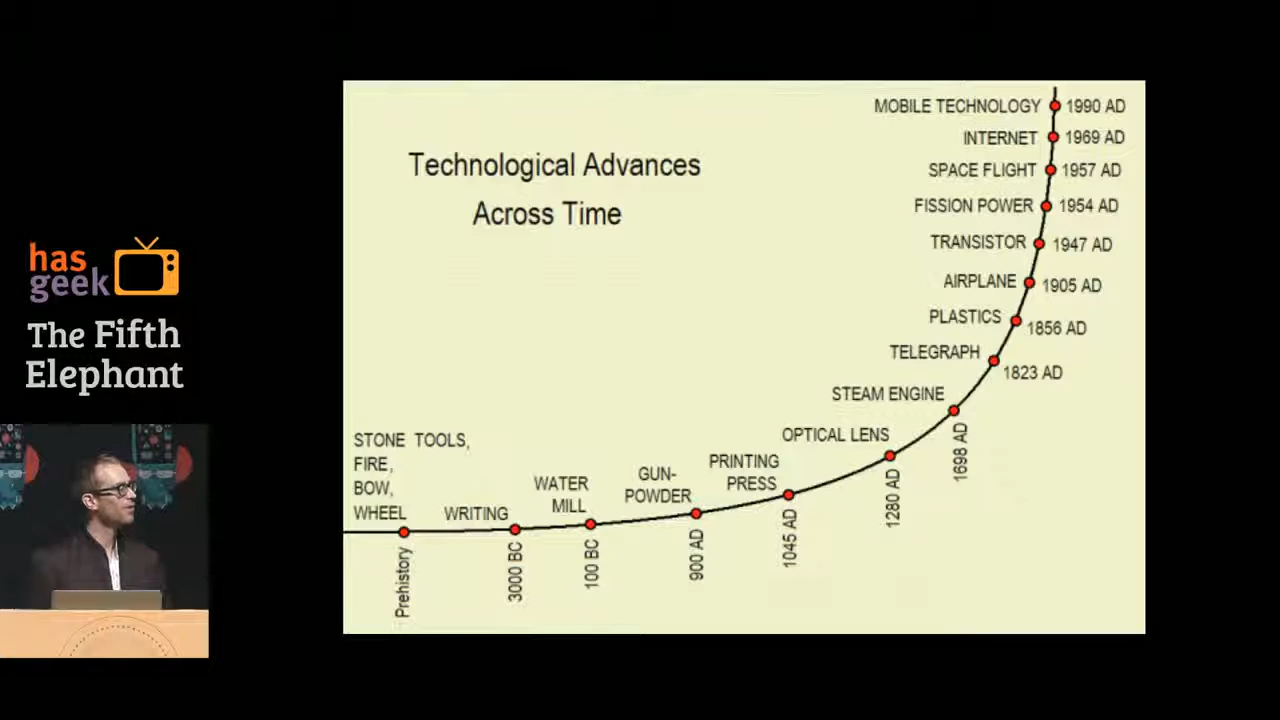 has
geek
The Fifth
Elephant
Technological Advances
Across Time
MOBILE TECHNOLOGY 1990 AD
INTERNET 1969 AD
SPACE FLIGHT 1957 AD
FISSION POWER 1954 AD
TRANSISTOR 1947 AD
AIRPLANE 1905 AD
PLASTICS 1856 AD
TELEGRAPH 1823 AD
STEAM ENGINE 1698 AD
OPTICAL LENS 1280 AD
PRINTING
PRESS 1045 AD
GUN-
POWDER 900 AD
WATER
MILL 100 BC
WRITING 3000 BC
STONE TOOLS,
FIRE,
BOW,
WHEEL
Prehistory